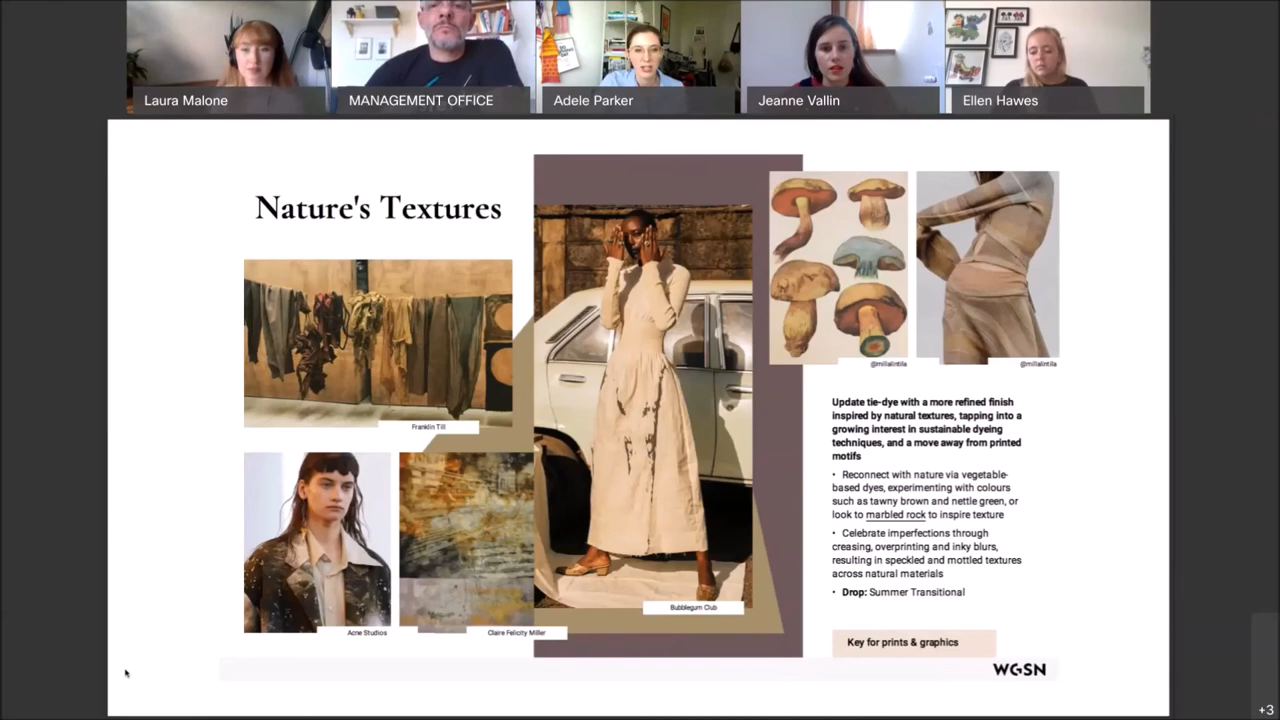 Laura Malone
MANAGEMENT OFFICE
Adele Parker
Jeanne Vallin
Ellen Hawes
Nature's Textures
Franklin Till
@millalintila
@millalintila
Update tie-dye with a more refined finish
inspired by natural textures, tapping into a
growing interest in sustainable dyeing
techniques, and a move away from printed
motifs
• Reconnect with nature via vegetable-
based dyes, experimenting with colours
such as tawny brown and nettle green, or
look to marbled rock to inspire texture
• Celebrate imperfections through
creasing, overprinting and inky blurs,
resulting in speckled and mottled textures
across natural materials
• Drop: Summer Transitional
Bubblegum Club
Acne Studios
Claire Felicity Miller
Key for prints & graphics
WGSN
+3